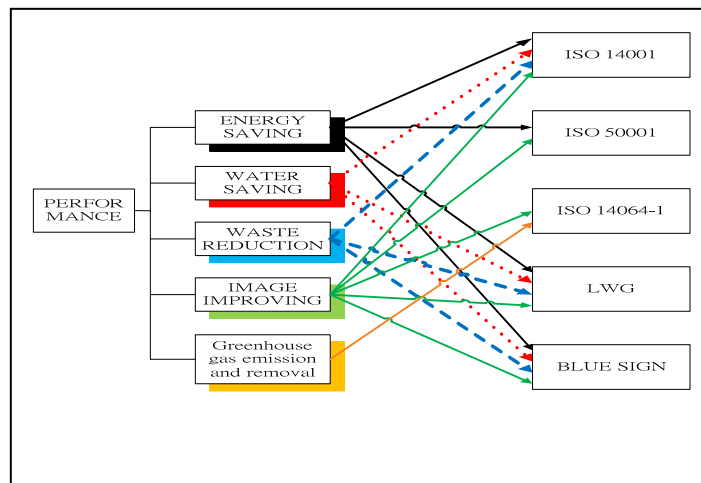 PERFOR
MANCE
ENERGY
SAVING
WATER
SAVING
WASTE
REDUCTION
IMAGE
IMPROVING
Greenhouse
gas emission
and removal
ISO 14001
ISO 50001
ISO 14064-1
LWG
BLUE SIGN